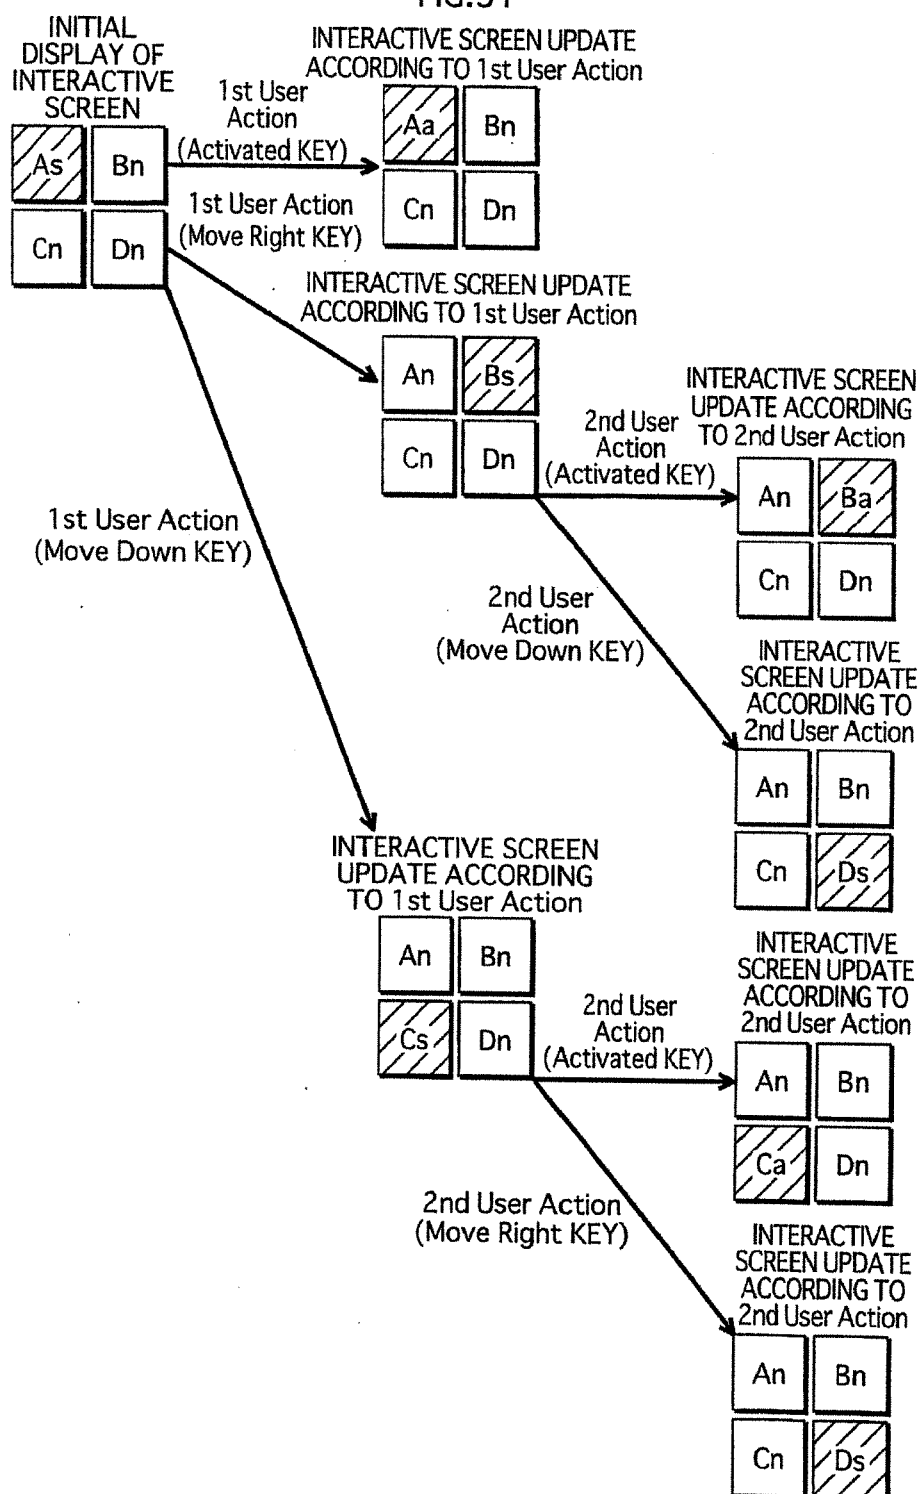 INITIAL
DISPLAY OF
INTERACTIVE
SCREEN
As Bn
Cn Dn
1st User
Action
(Activated KEY)
INTERACTIVE SCREEN UPDATE
ACCORDING TO 1st User Action
Aa Bn
Cn Dn
1st User Action
(Move Right KEY)
INTERACTIVE SCREEN UPDATE
ACCORDING TO 1st User Action
An Bs
Cn Dn
2nd User
Action
(Activated KEY)
INTERACTIVE SCREEN
UPDATE ACCORDING
TO 2nd User Action
An Ba
Cn Dn
2nd User
Action
(Move Down KEY)
INTERACTIVE
SCREEN UPDATE
ACCORDING TO
2nd User Action
An Bn
Cn Ds
1st User Action
(Move Down KEY)
INTERACTIVE SCREEN
UPDATE ACCORDING
TO 1st User Action
An Bn
Cs Dn
2nd User
Action
(Activated KEY)
INTERACTIVE
SCREEN UPDATE
ACCORDING TO
2nd User Action
An Bn
Ca Dn
2nd User Action
(Move Right KEY)
INTERACTIVE
SCREEN UPDATE
ACCORDING TO
2nd User Action
An Bn
Cn Ds